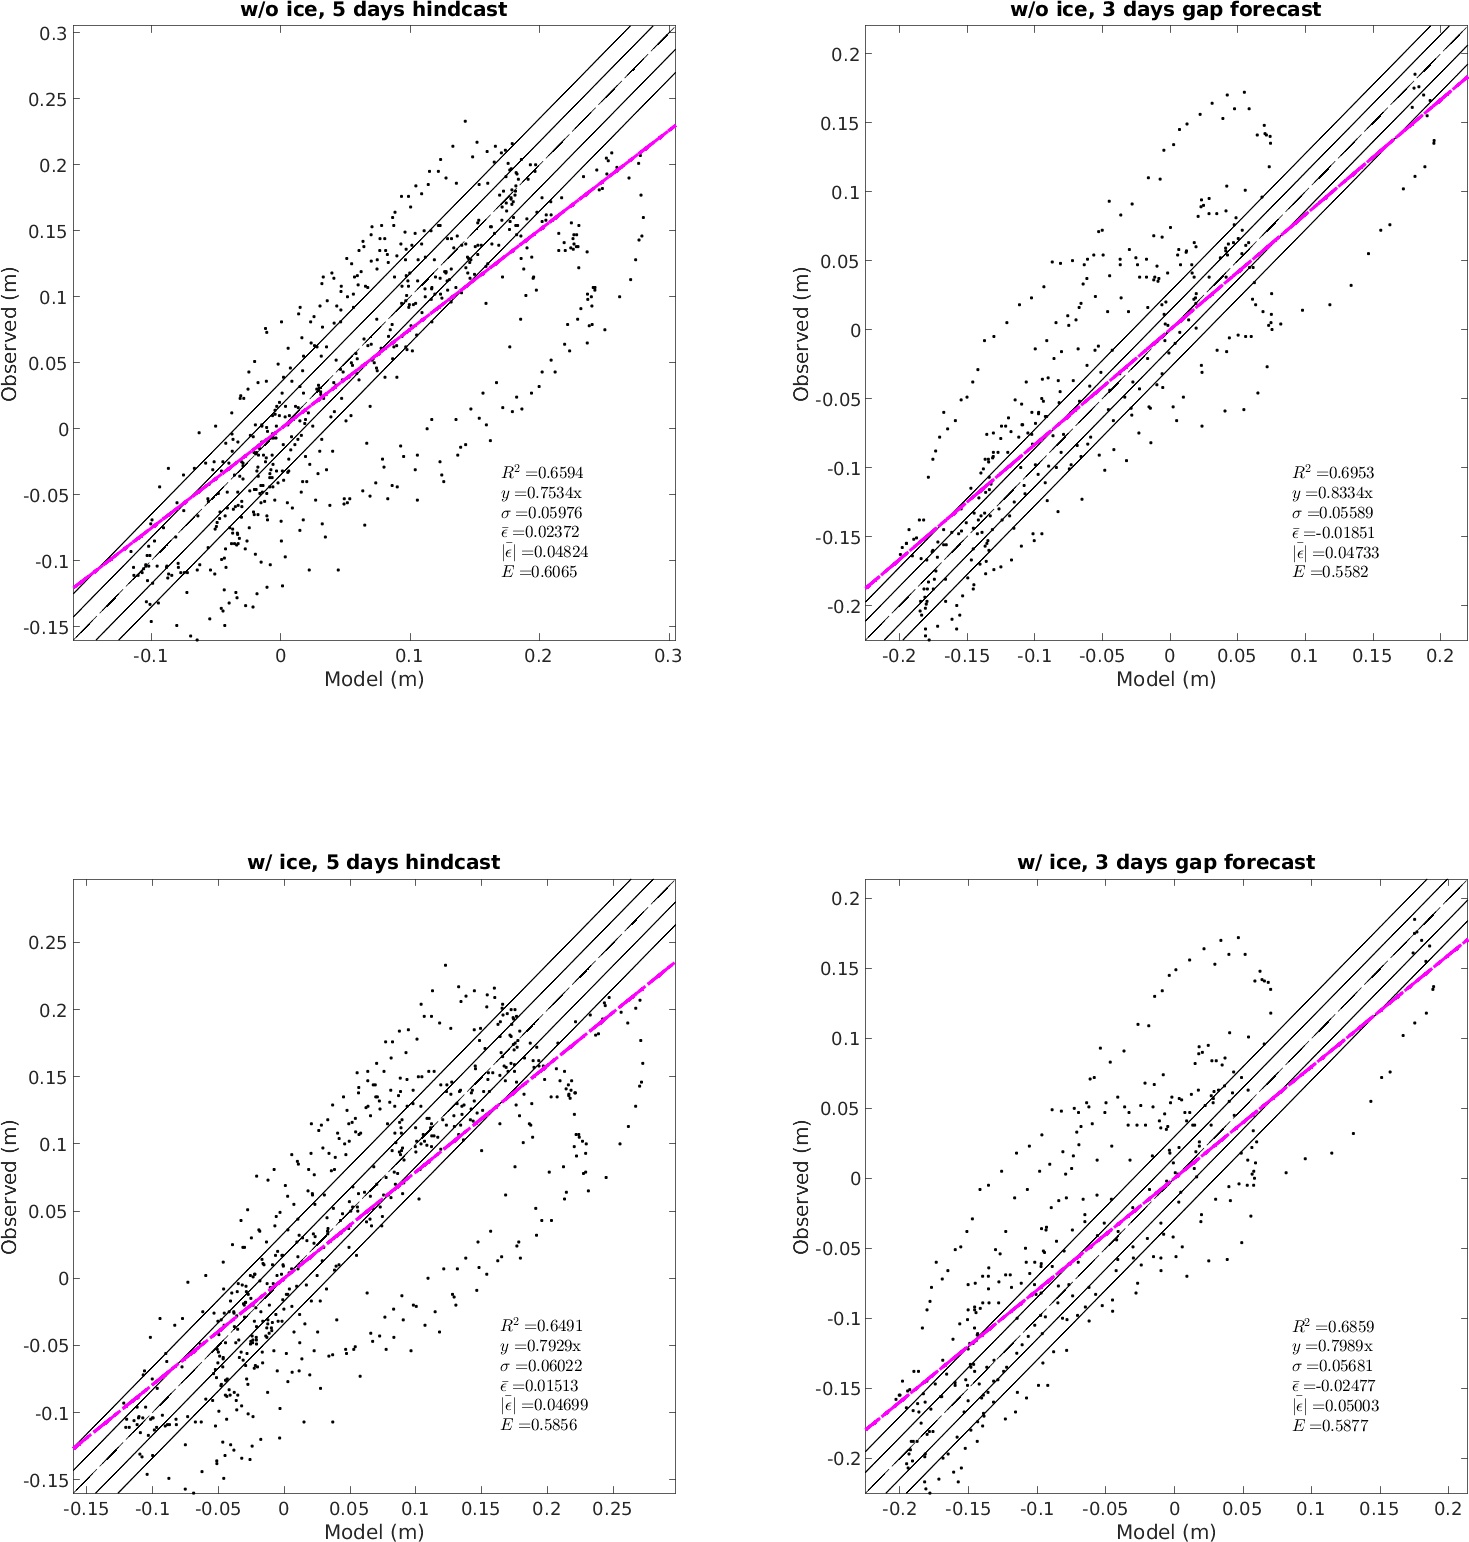 w/o ice, 5 days hindcast
0.3
0.25
0.2
0.15
0.1
0.05
0
-0.05
-0.1
-0.15
Observed (m)
R² =0.6594
y =0.7534x
σ =0.05976
ε̄ =0.02372
|ε̄| =0.04824
E =0.6065
-0.1 0 0.1 0.2 0.3
Model (m)
w/o ice, 3 days gap forecast
0.2
0.15
0.1
0.05
0
-0.05
-0.1
-0.15
-0.2
Observed (m)
R² =0.6953
y =0.8334x
σ =0.05589
ε̄ =-0.01851
|ε̄| =0.04733
E =0.5582
-0.2 -0.15 -0.1 -0.05 0 0.05 0.1 0.15 0.2
Model (m)
w/ ice, 5 days hindcast
0.25
0.2
0.15
0.1
0.05
0
-0.05
-0.1
-0.15
Observed (m)
R² =0.6491
y =0.7929x
σ =0.06022
ε̄ =0.01513
|ε̄| =0.04699
E =0.5856
-0.15 -0.1 -0.05 0 0.05 0.1 0.15 0.2 0.25
Model (m)
w/ ice, 3 days gap forecast
0.2
0.15
0.1
0.05
0
-0.05
-0.1
-0.15
-0.2
Observed (m)
R² =0.6859
y =0.7989x
σ =0.05681
ε̄ =-0.02477
|ε̄| =0.05003
E =0.5877
-0.2 -0.15 -0.1 -0.05 0 0.05 0.1 0.15 0.2
Model (m)